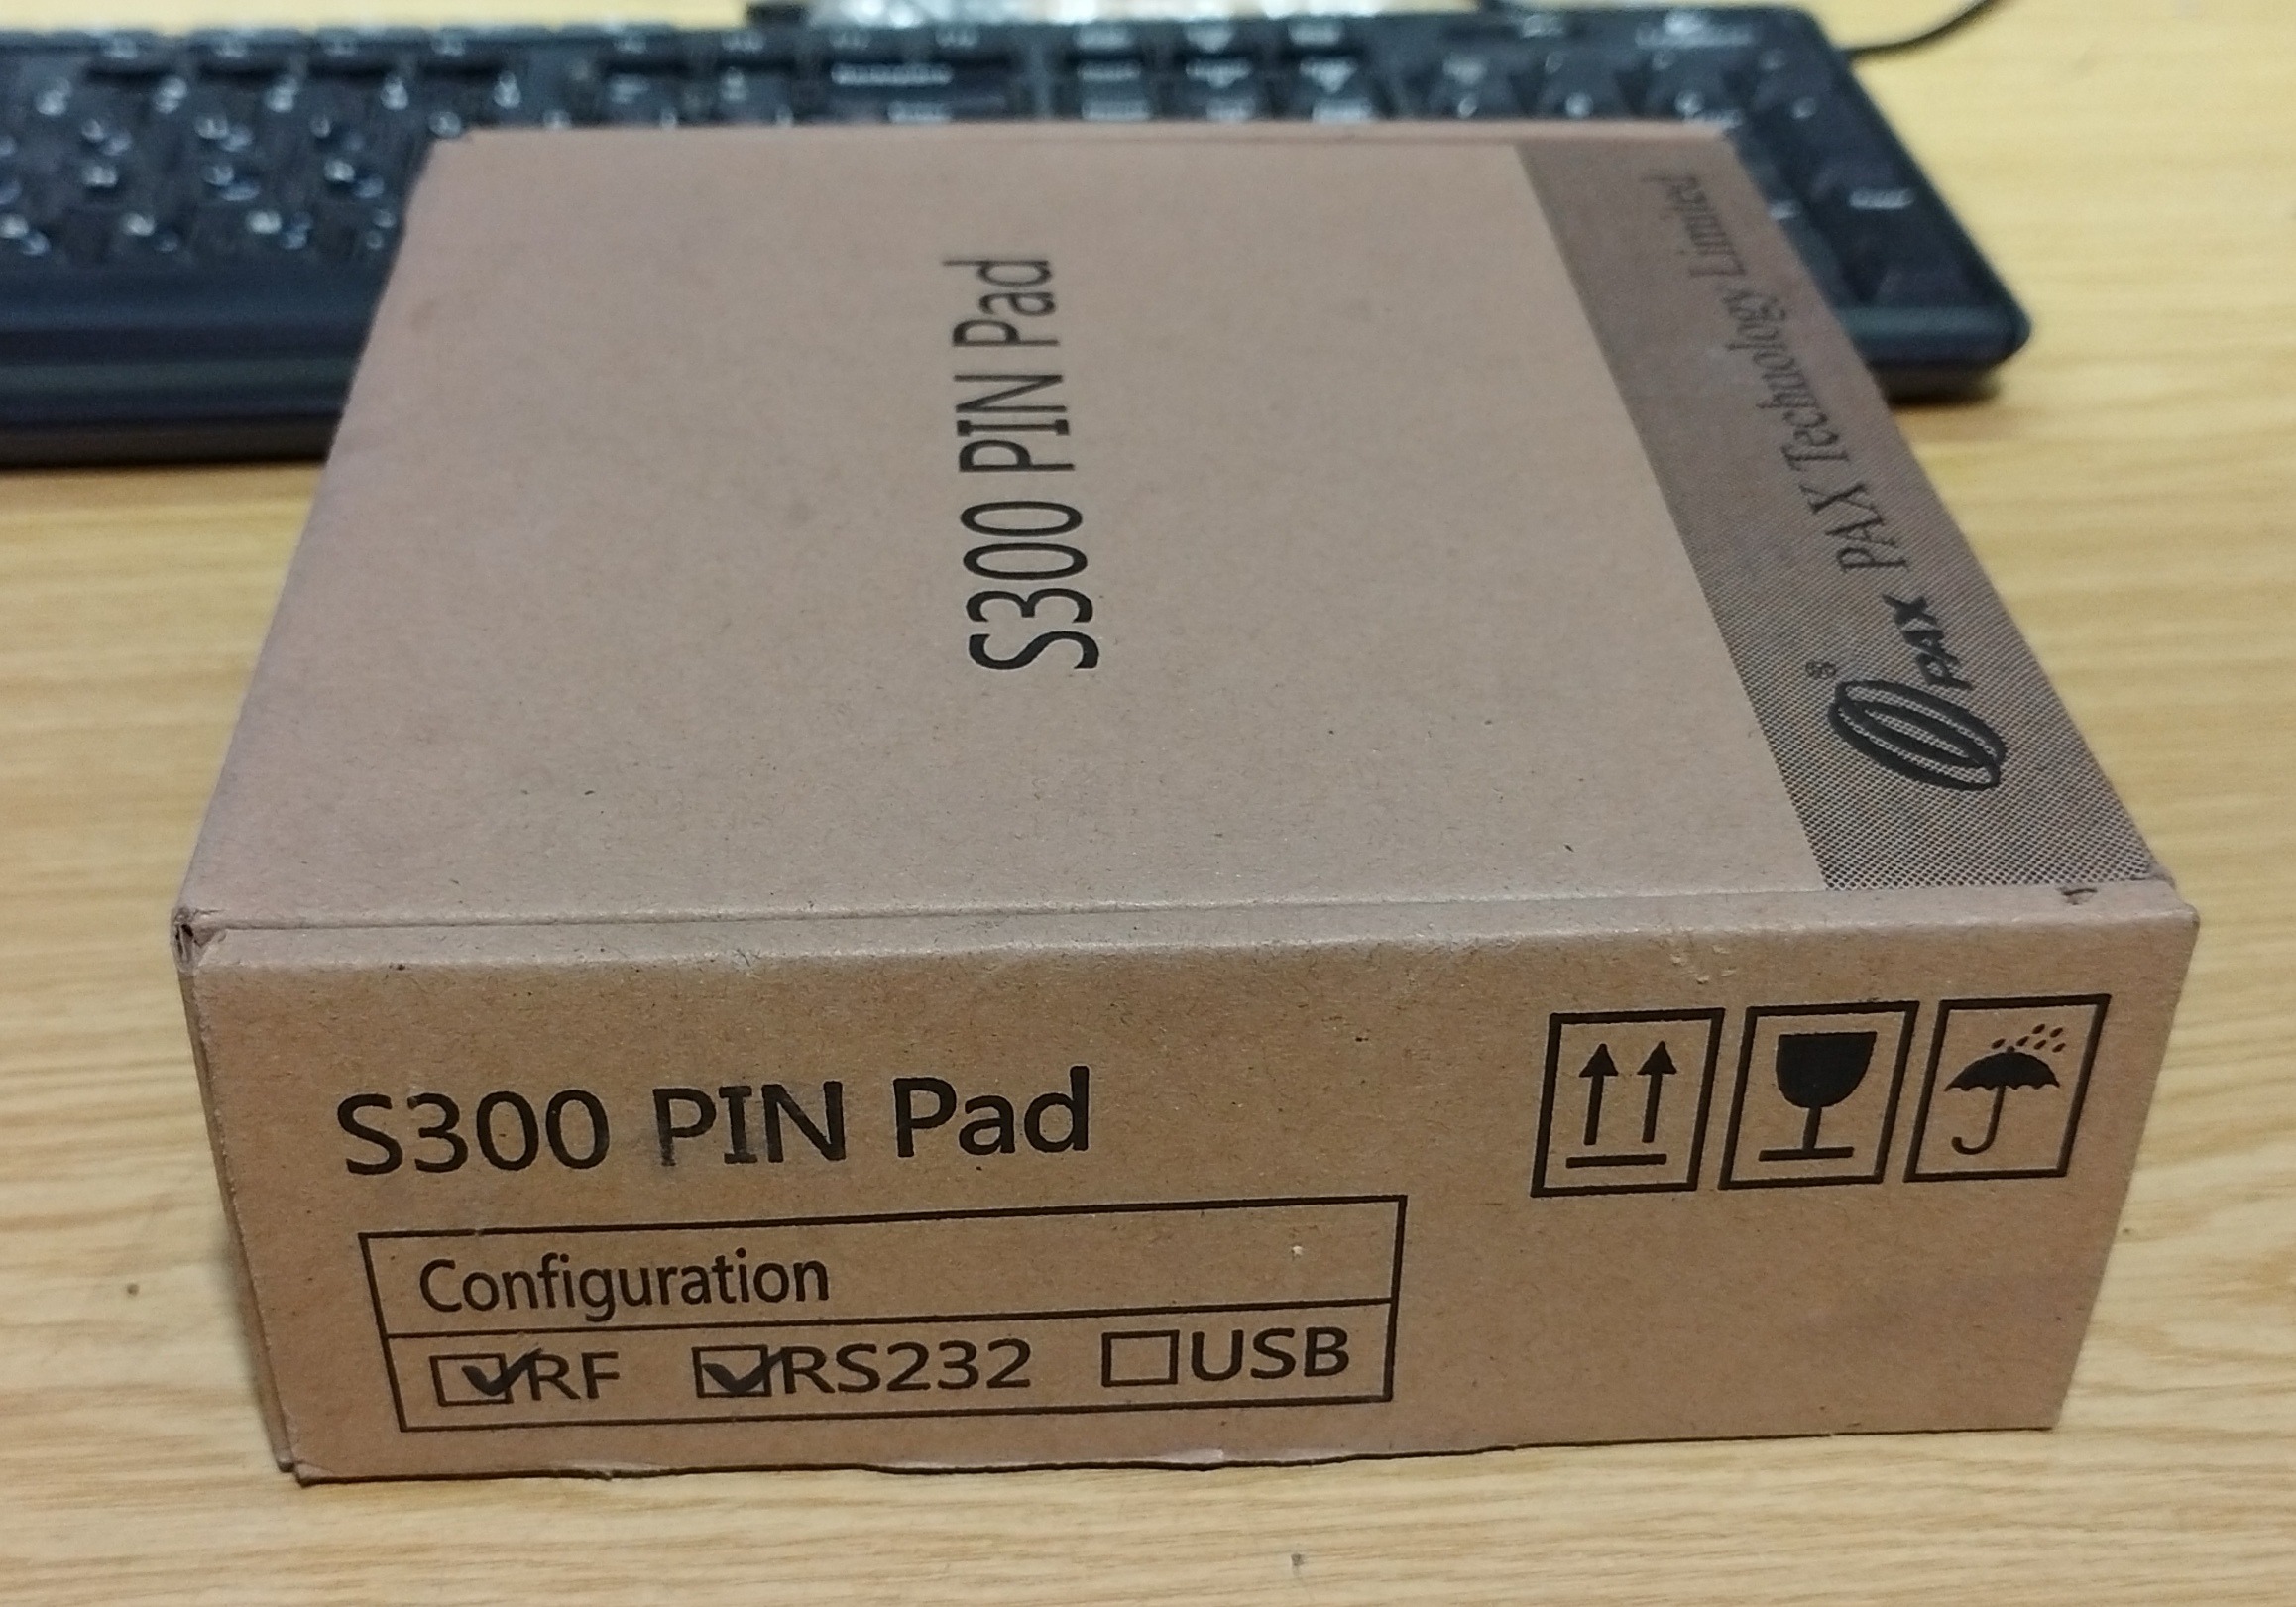 S300 PIN Pad
PAX® PAX Technology Limited
S300 PIN Pad
Configuration
☑RF ☑RS232 ☐USB